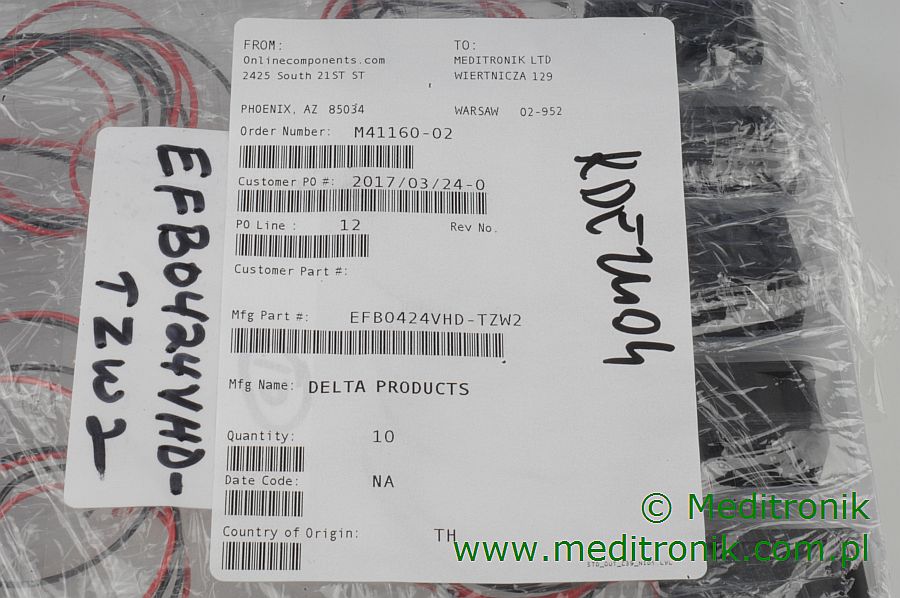 FROM:
Onlinecomponents.com
2425 South 21ST ST
PHOENIX, AZ 85034
TO:
MEDITRONIK LTD
WIERTNICZA 129
WARSAW 02-952
Order Number: M41160-02
Customer PO #: 2017/03/24-0
PO Line : 12 Rev No.
Customer Part #:
Mfg Part #: EFB0424VHD-TZW2
Mfg Name: DELTA PRODUCTS
Quantity: 10
Date Code: NA
Country of Origin: TH
EFB0424VHD-
TZW2
© Meditronik
www.meditronik.com.pl